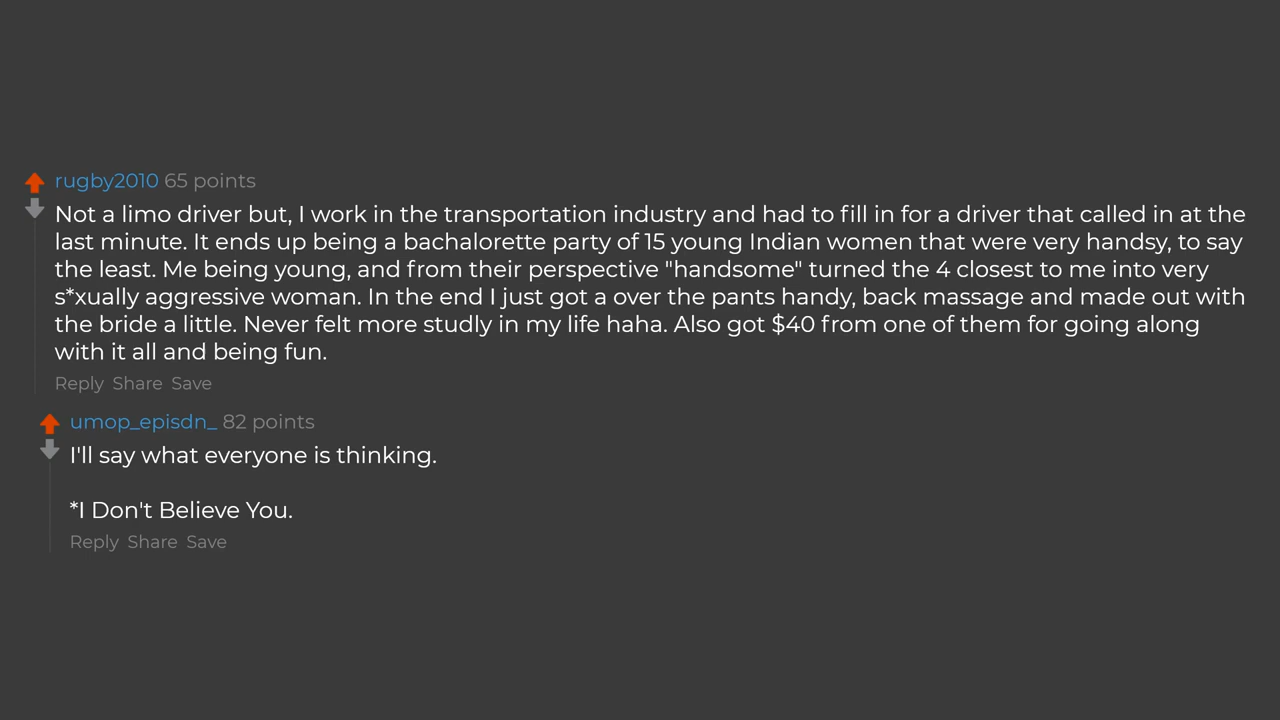 rugby2010 65 points
Not a limo driver but, I work in the transportation industry and had to fill in for a driver that called in at the
last minute. It ends up being a bachalorette party of 15 young Indian women that were very handsy, to say
the least. Me being young, and from their perspective "handsome" turned the 4 closest to me into very
s*xually aggressive woman. In the end I just got a over the pants handy, back massage and made out with
the bride a little. Never felt more studly in my life haha. Also got $40 from one of them for going along
with it all and being fun.
Reply Share Save
umop_episdn_ 82 points
I'll say what everyone is thinking.
*I Don't Believe You.
Reply Share Save